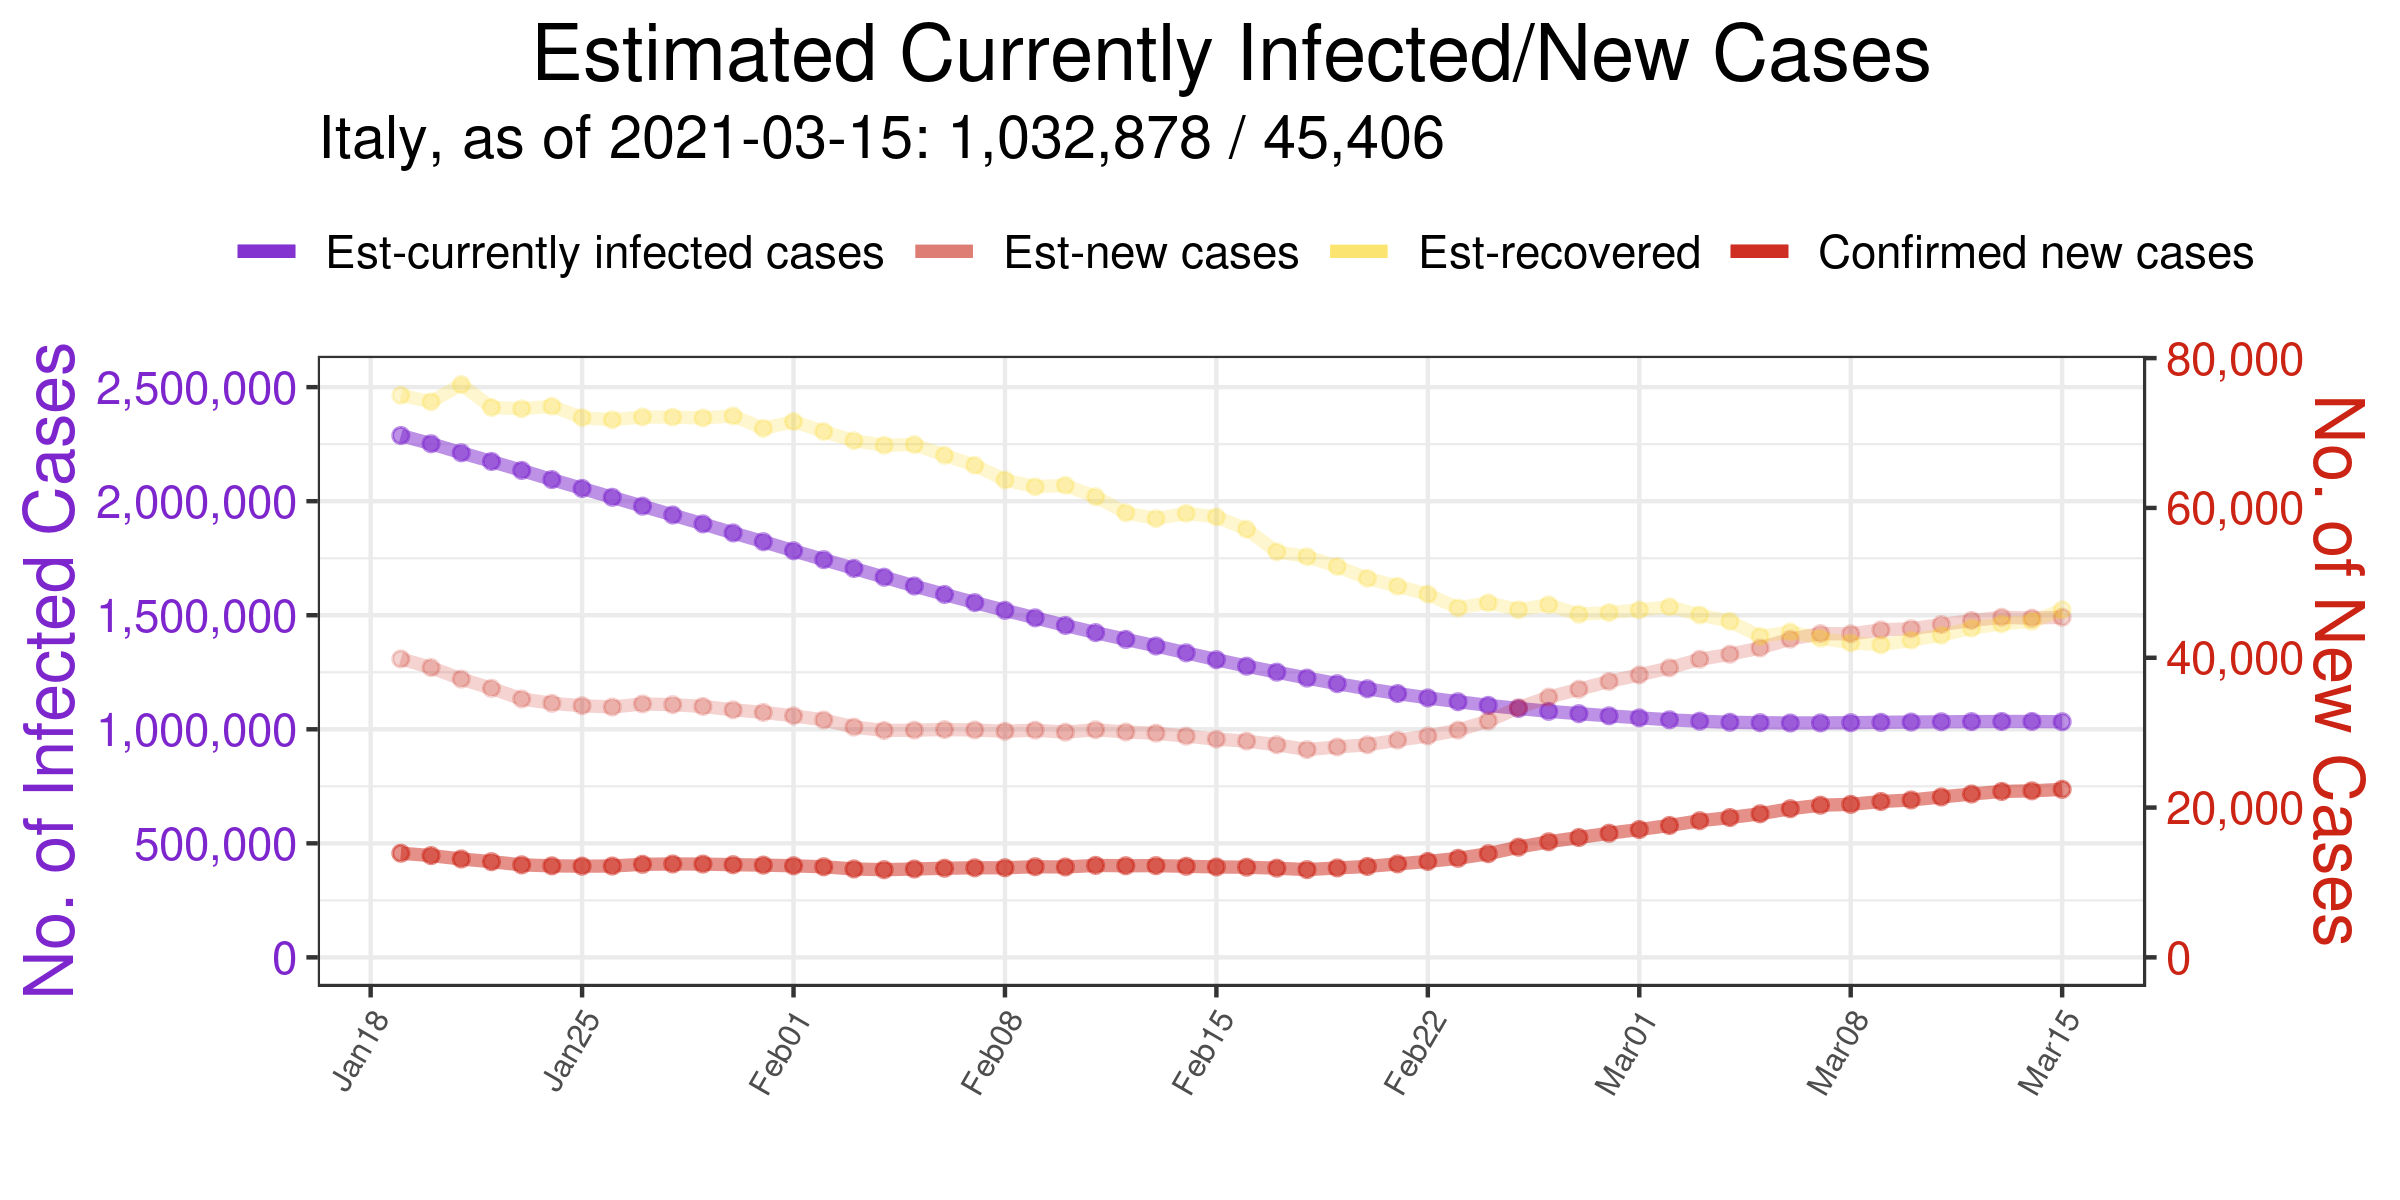 Estimated Currently Infected/New Cases
Italy, as of 2021-03-15: 1,032,878 / 45,406
Est-currently infected cases Est-new cases Est-recovered Confirmed new cases
No. of Infected Cases
2,500,000
2,000,000
1,500,000
1,000,000
500,000
0
80,000
60,000
40,000
20,000
0
No. of New Cases
Jan18 Jan25 Feb01 Feb08 Feb15 Feb22 Mar01 Mar08 Mar15